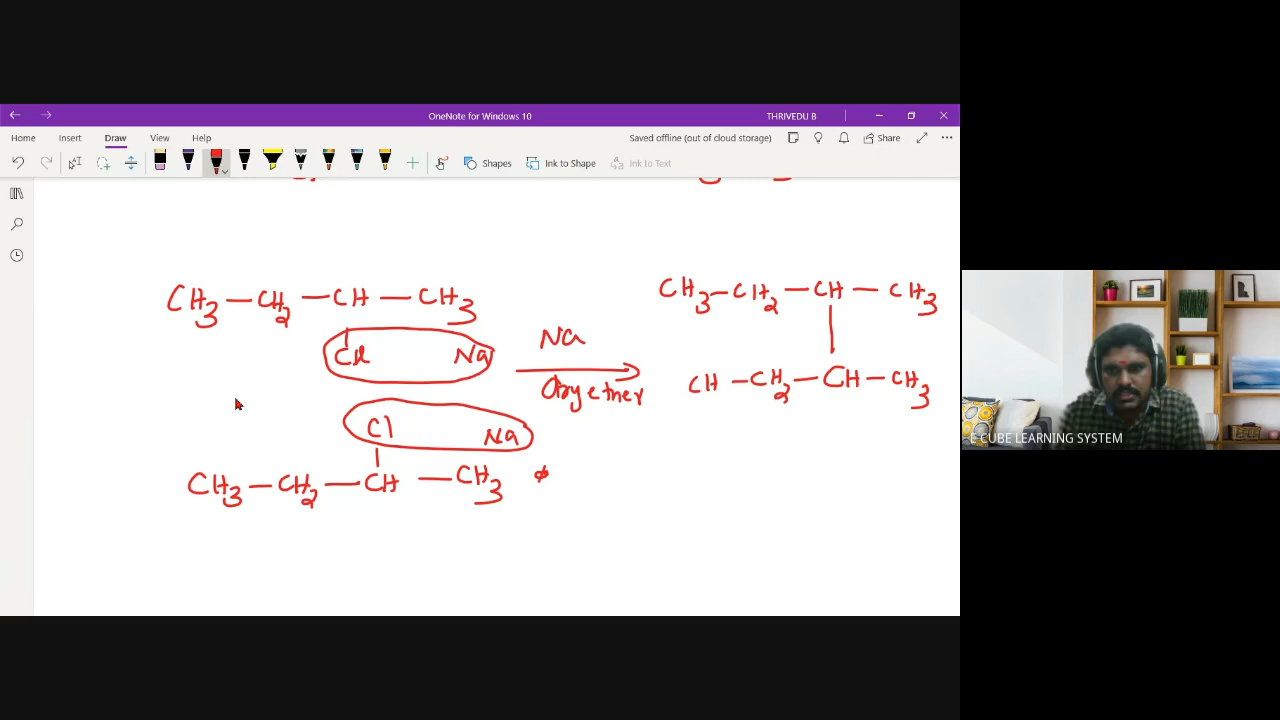 OneNote for Windows 10
THRIVEDU B
Home Insert Draw View Help
Saved offline (out of cloud storage)
Share
Shapes
Ink to Shape
Ink to Text
CH3 — CH2 — CH — CH3
Cl Na
Cl Na
CH3 — CH2 — CH — CH3
Na
CH3 — CH2 — CH — CH3
CH — CH2 — CH — CH3
E CUBE LEARNING SYSTEM